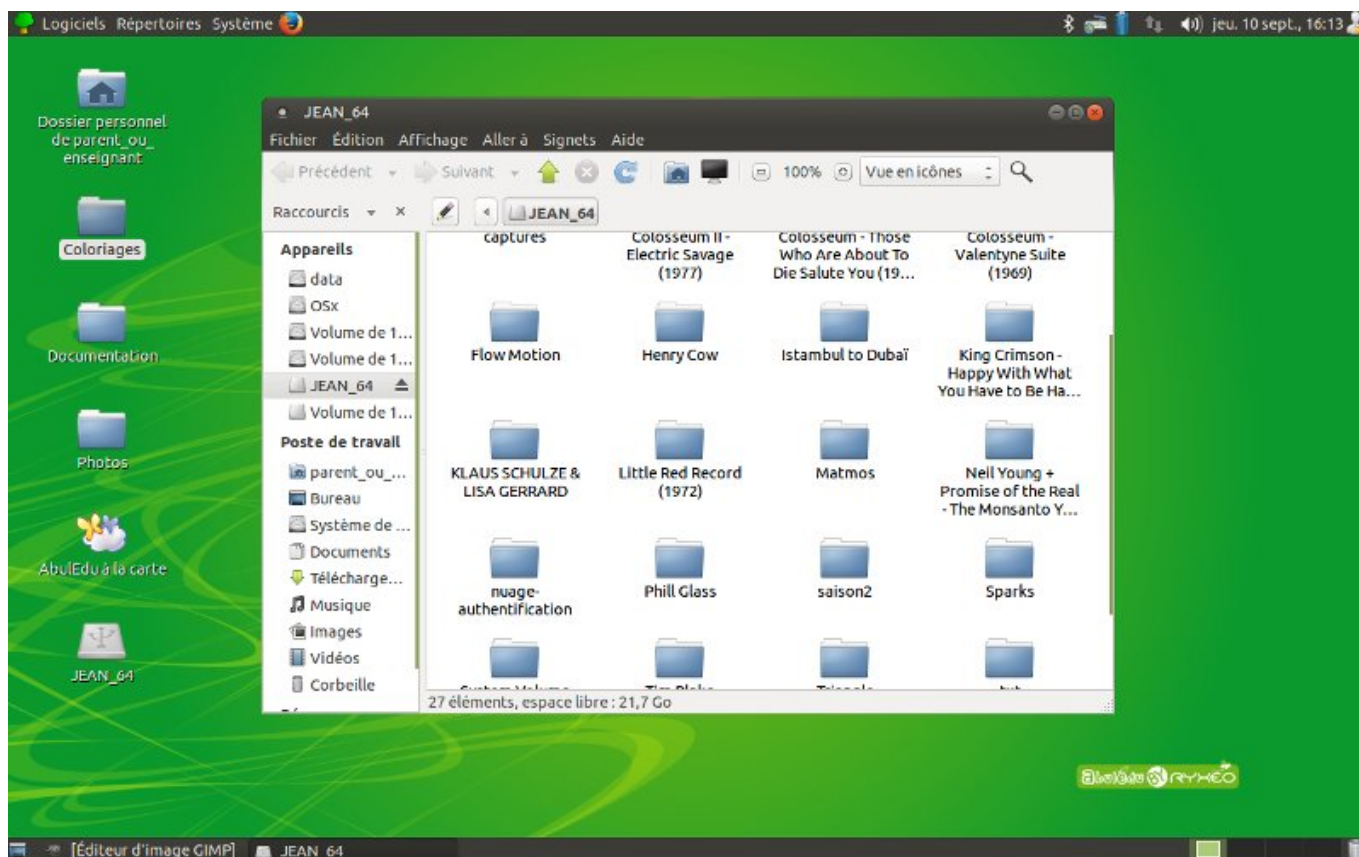 Logiciels Répertoires Système
jeu. 10 sept., 16:13
Dossier personnel
de parent_ou_
enseignant
Coloriages
Documentation
Photos
AbulEdu à la carte
JEAN_64
JEAN_64
Fichier Édition Affichage Aller à Signets Aide
Précédent Suivant 100% Vue en icônes
Raccourcis JEAN_64
Appareils
data
OSx
Volume de 1...
Volume de 1...
JEAN_64
Volume de 1...
Poste de travail
parent_ou_...
Bureau
Système de ...
Documents
Télécharge...
Musique
Images
Vidéos
Corbeille
captures
Colosseum II -
Electric Savage
(1977)
Colosseum - Those
Who Are About To
Die Salute You (19...
Colosseum -
Valentyne Suite
(1969)
Flow Motion
Henry Cow
Istambul to Dubaï
King Crimson -
Happy With What
You Have to Be Ha...
KLAUS SCHULZE &
LISA GERRARD
Little Red Record
(1972)
Matmos
Neil Young +
Promise of the Real
- The Monsanto Y...
nuage-
authentification
Phill Glass
saison2
Sparks
27 éléments, espace libre : 21,7 Go
AbulÉdu RYXÉO
[Éditeur d'image GIMP] JEAN_64